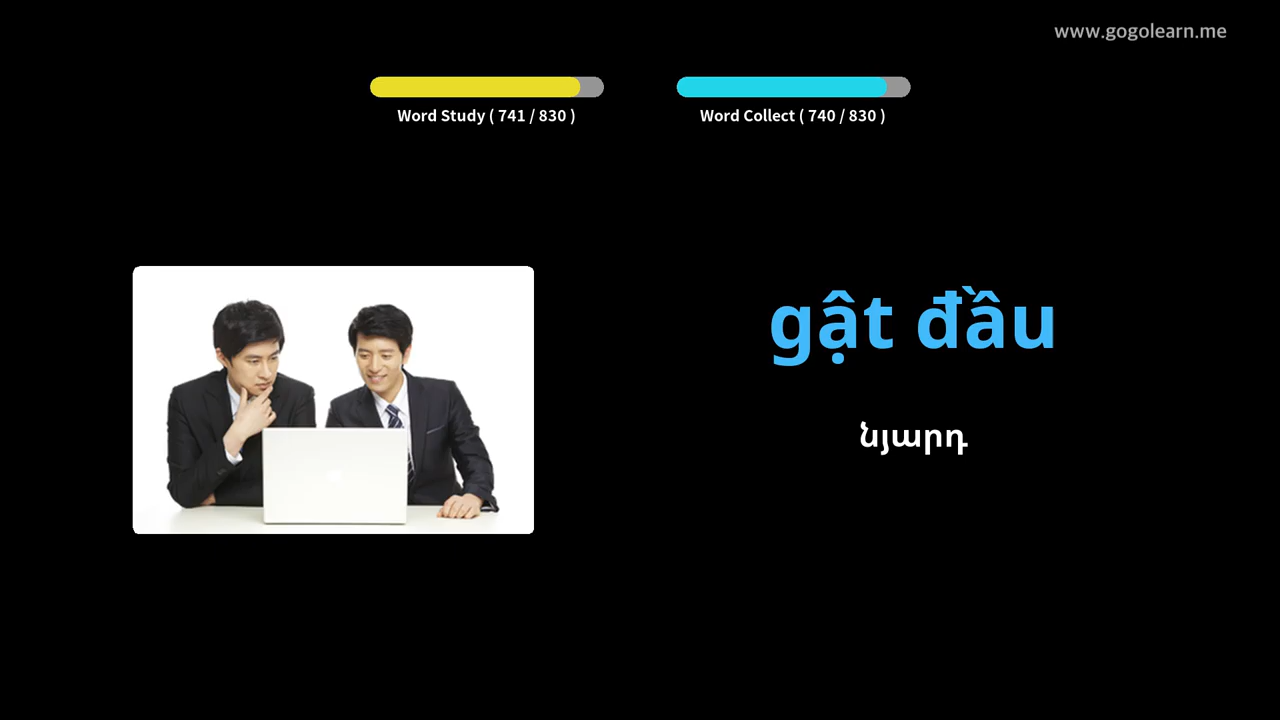 www.gogolearn.me
Word Study ( 741 / 830 )
Word Collect ( 740 / 830 )
gật đầu
նյարդ